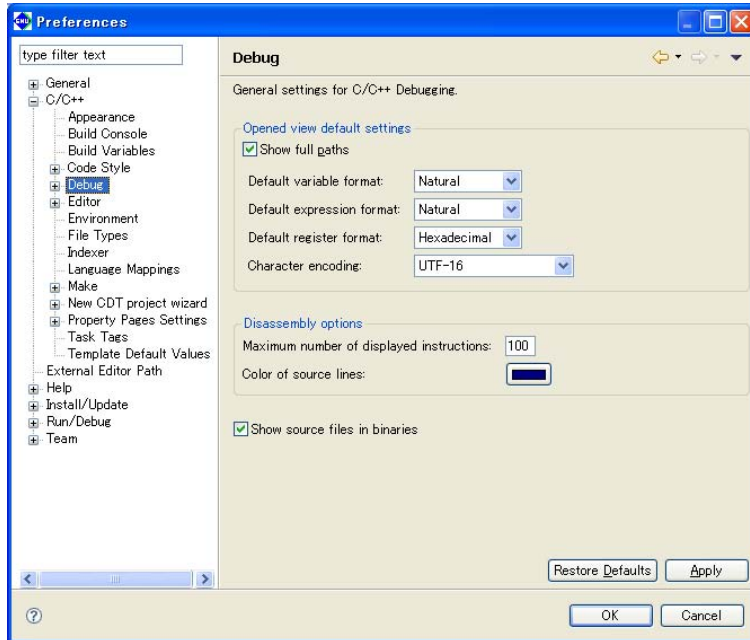 GNU Preferences
type filter text
General
C/C++
Appearance
Build Console
Build Variables
Code Style
Debug
Editor
Environment
File Types
Indexer
Language Mappings
Make
New CDT project wizard
Property Pages Settings
Task Tags
Template Default Values
External Editor Path
Help
Install/Update
Run/Debug
Team
Debug
General settings for C/C++ Debugging.
Opened view default settings
Show full paths
Default variable format: Natural
Default expression format: Natural
Default register format: Hexadecimal
Character encoding: UTF-16
Disassembly options
Maximum number of displayed instructions: 100
Color of source lines:
Show source files in binaries
Restore Defaults Apply
? OK Cancel